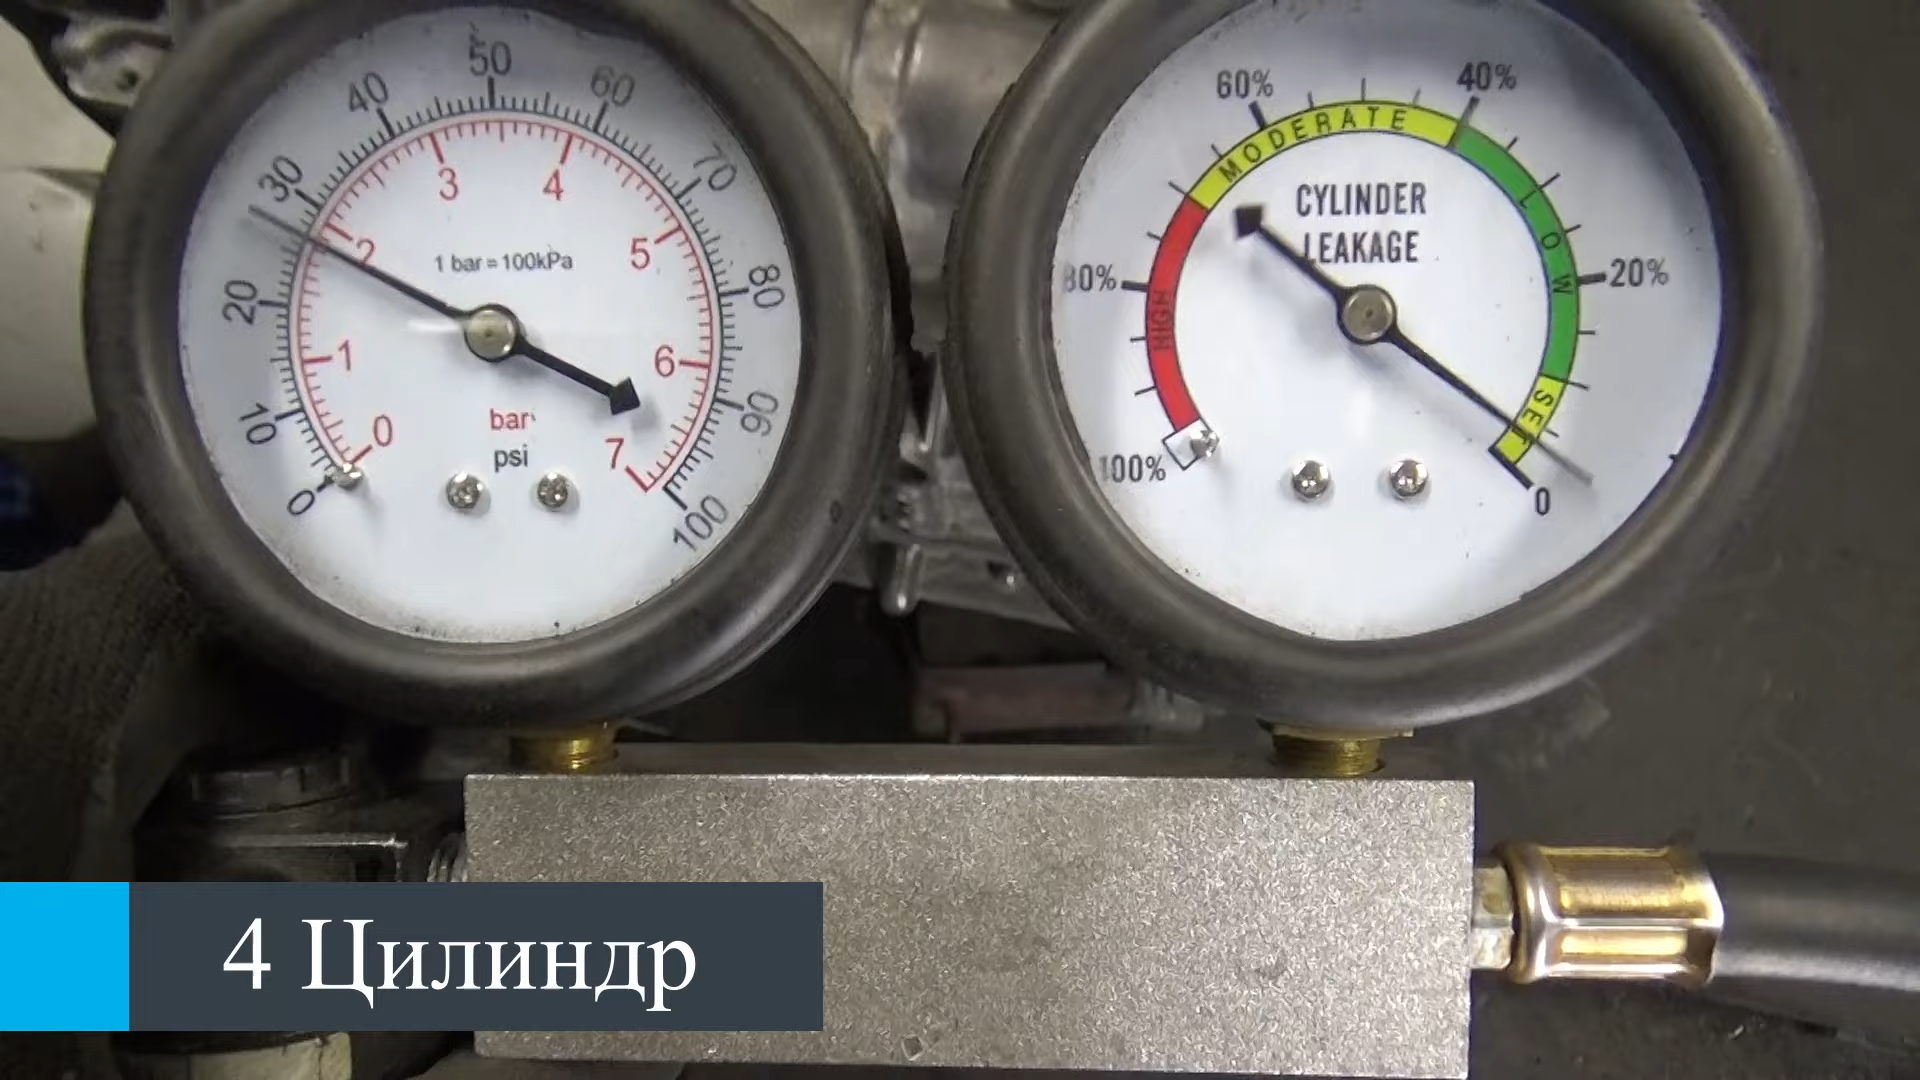 0 10 20 30 40 50 60 70 80 90 100
0 1 2 3 4 5 6 7
1 bar = 100kPa
bar
psi
CYLINDER
LEAKAGE
100% 80% 60% 40% 20% 0
HIGH MODERATE LOW SET
4 Цилиндр